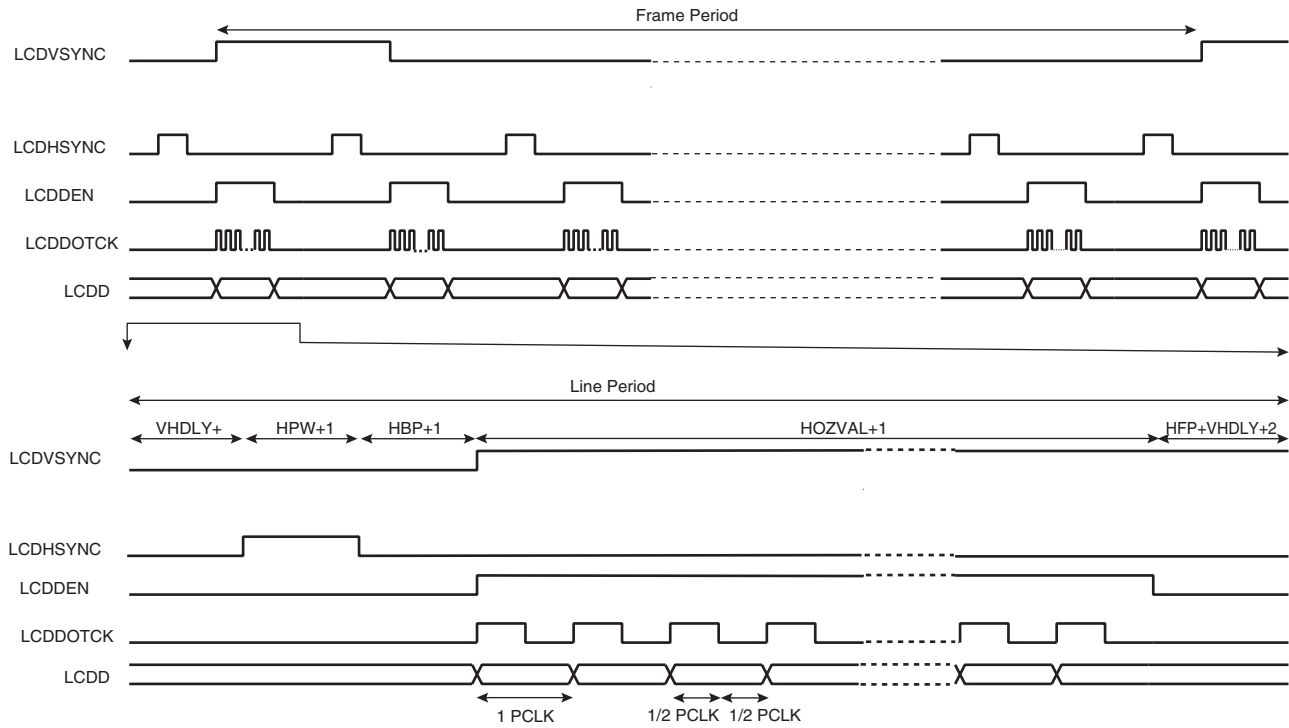 Frame Period
LCDVSYNC
LCDHSYNC
LCDDEN
LCDDOTCK
LCDD
Line Period
VHDLY+ HPW+1 HBP+1 HOZVAL+1 HFP+VHDLY+2
LCDVSYNC
LCDHSYNC
LCDDEN
LCDDOTCK
LCDD
1 PCLK 1/2 PCLK 1/2 PCLK